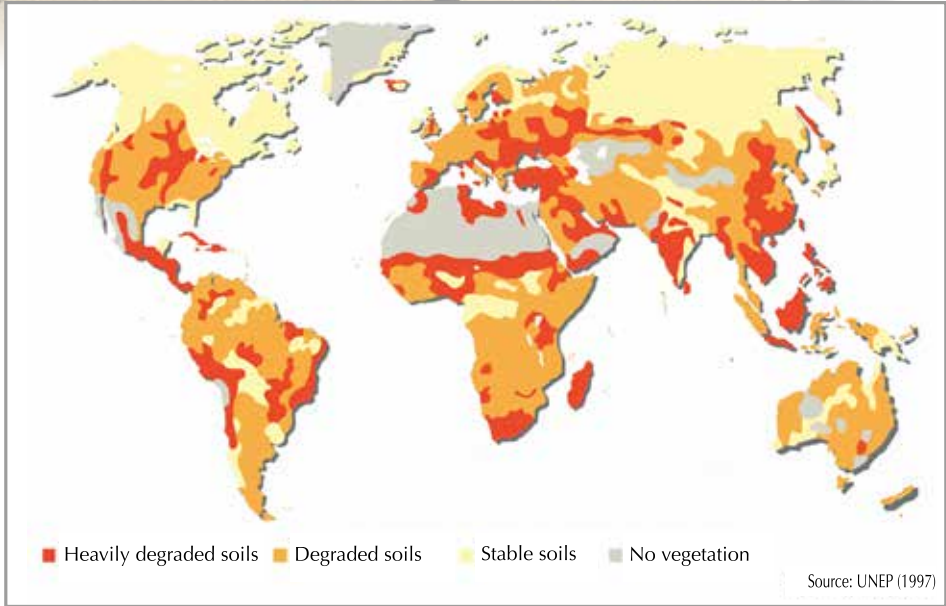 Heavily degraded soils Degraded soils Stable soils No vegetation
Source: UNEP (1997)